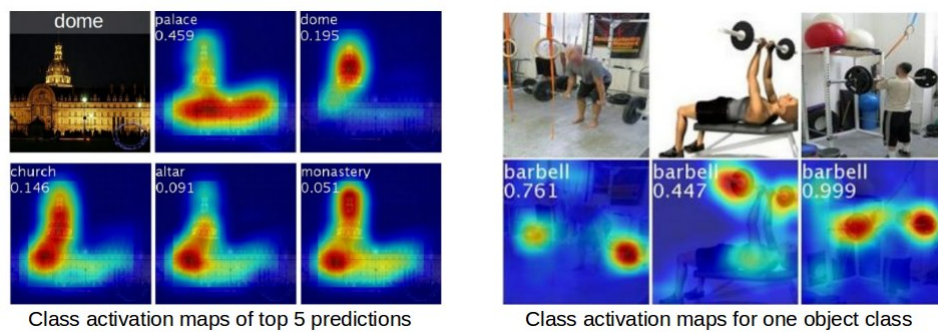 dome
palace
0.459
dome
0.195
church
0.146
altar
0.091
monastery
0.051
Class activation maps of top 5 predictions
barbell
0.761
barbell
0.447
barbell
0.999
Class activation maps for one object class